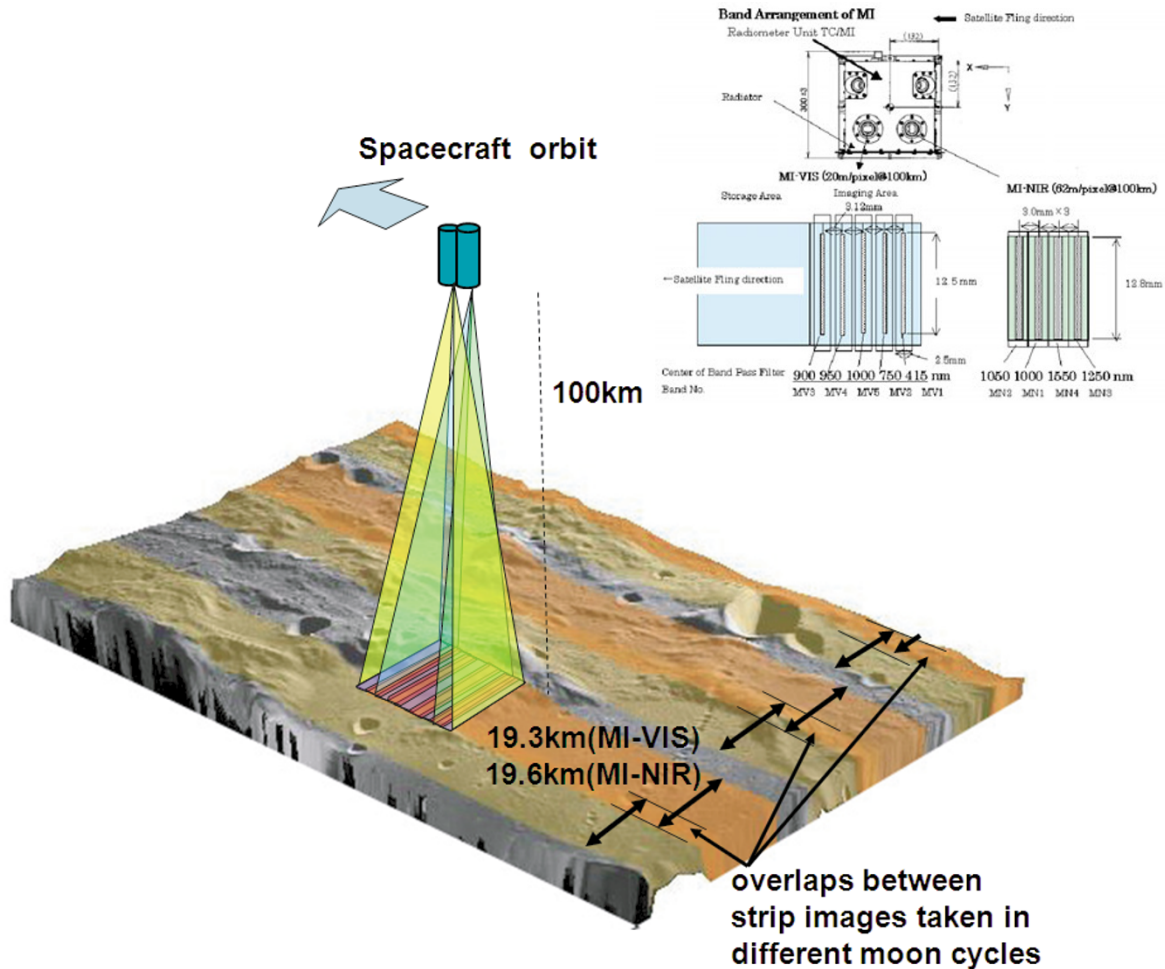 Band Arrangement of MI
Satellite Fling direction
Radiometer Unit TC/MI
(132)
X
(132)
Y
300±3
Radiator
Spacecraft orbit
MI-VIS (20m/pixel@100km)
MI-NIR (62m/pixel@100km)
Storage Area
Imaging Area
3.12mm
3.0mm×3
←Satellite Fling direction
12.5mm
12.8mm
2.5mm
Center of Band Pass Filter
900 950 1000 750 415 nm
1050 1000 1550 1250 nm
Band No.
MV3 MV4 MV5 MV2 MV1
MN2 MN1 MN4 MN3
100km
19.3km(MI-VIS)
19.6km(MI-NIR)
overlaps between
strip images taken in
different moon cycles